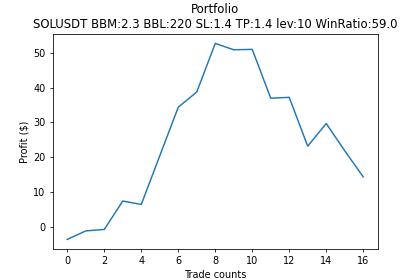 Portfolio
SOLUSDT BBM:2.3 BBL:220 SL:1.4 TP:1.4 lev:10 WinRatio:59.0
50
40
30
20
10
0
Profit ($)
0 2 4 6 8 10 12 14 16
Trade counts